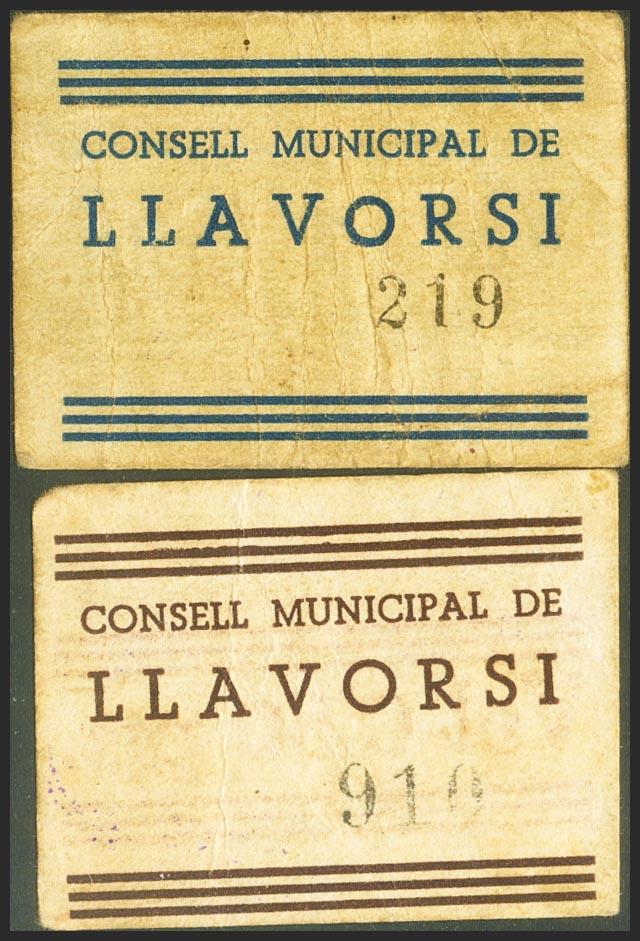 CONSELL MUNICIPAL DE
LLAVORSI
219
CONSELL MUNICIPAL DE
LLAVORSI
910